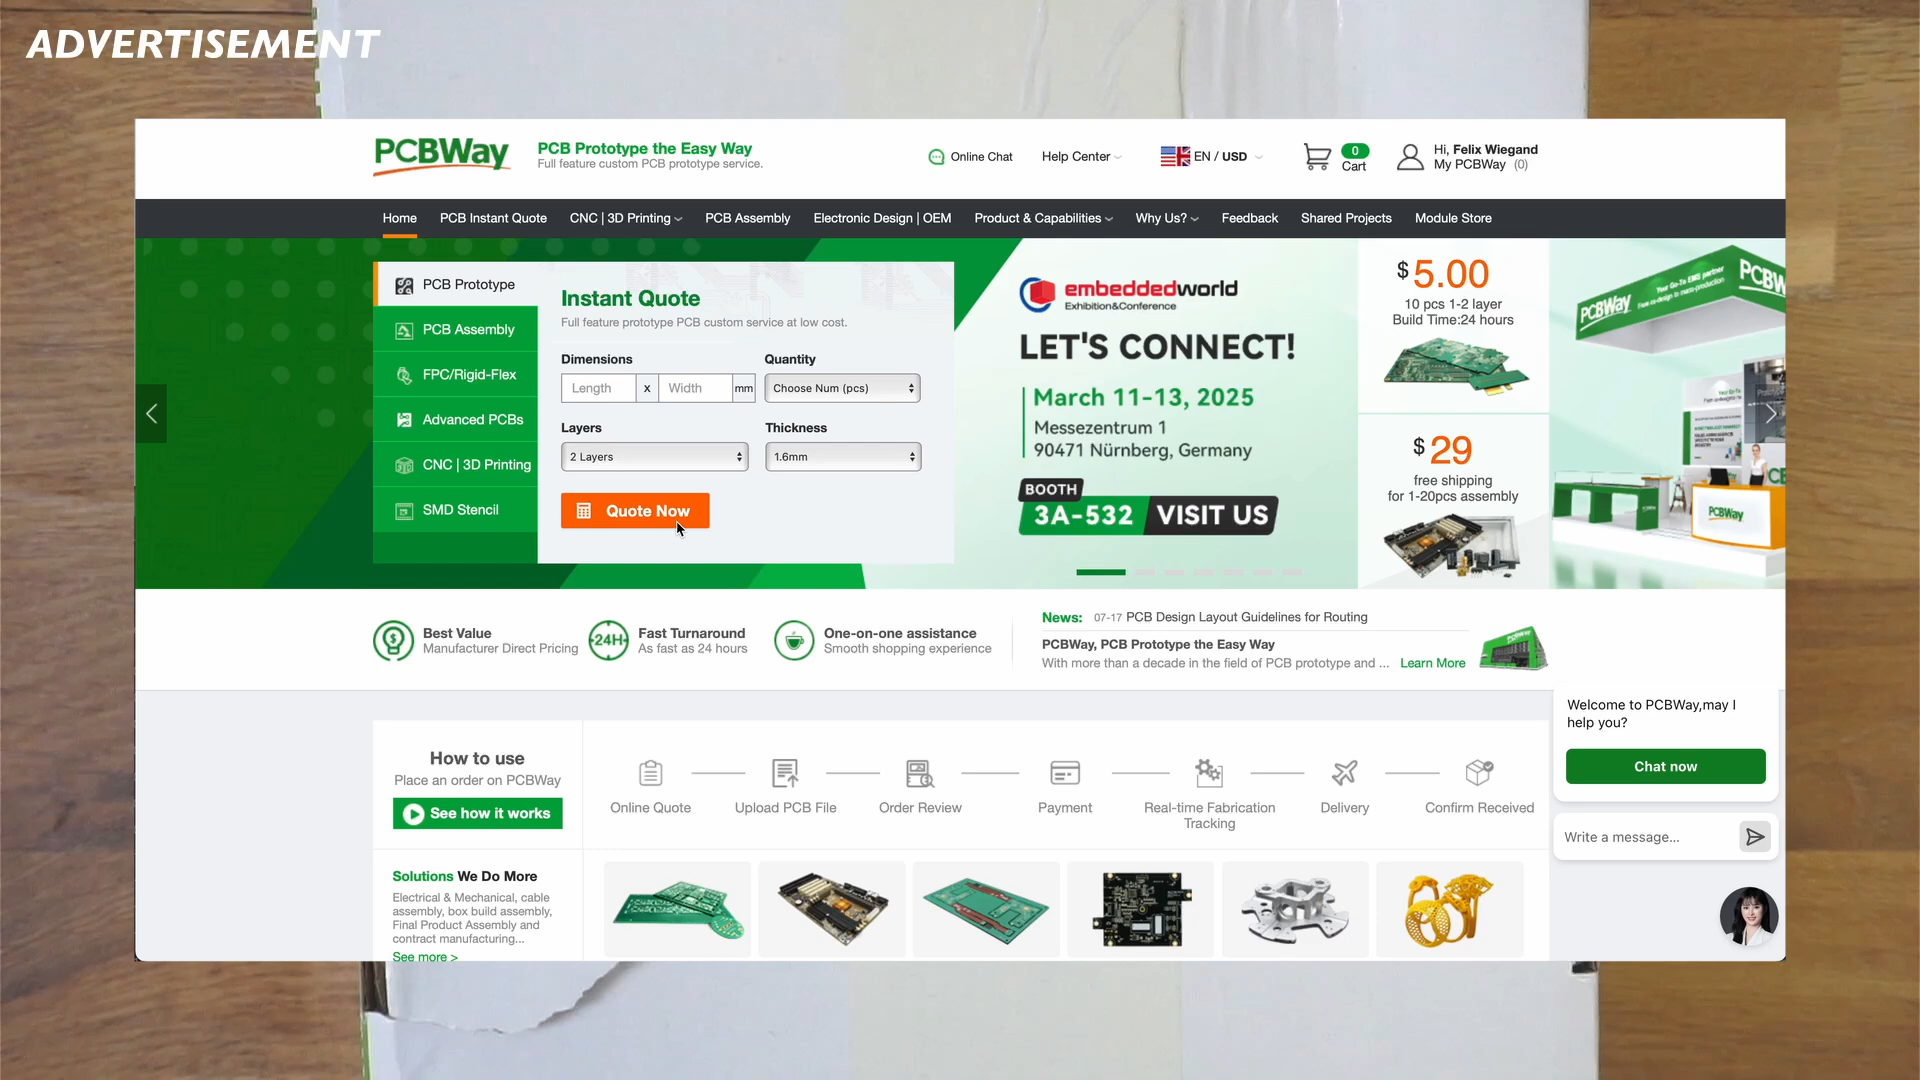 ADVERTISEMENT
PCBWay
PCB Prototype the Easy Way
Full feature custom PCB prototype service.
Online Chat
Help Center
EN / USD
0
Cart
Hi, Felix Wiegand
My PCBWay (0)
Home
PCB Instant Quote
CNC | 3D Printing
PCB Assembly
Electronic Design | OEM
Product & Capabilities
Why Us?
Feedback
Shared Projects
Module Store
PCB Prototype
PCB Assembly
FPC/Rigid-Flex
Advanced PCBs
CNC | 3D Printing
SMD Stencil
Instant Quote
Full feature prototype PCB custom service at low cost.
Dimensions
Quantity
Length x Width mm
Choose Num (pcs)
Layers
Thickness
2 Layers
1.6mm
Quote Now
embeddedworld
Exhibition&Conference
LET'S CONNECT!
March 11-13, 2025
Messezentrum 1
90471 Nürnberg, Germany
BOOTH
3A-532 VISIT US
$5.00
10 pcs 1-2 layer
Build Time:24 hours
$29
free shipping
for 1-20pcs assembly
PCBWay
PCBW
PCBWay
Best Value
Manufacturer Direct Pricing
24H
Fast Turnaround
As fast as 24 hours
One-on-one assistance
Smooth shopping experience
News: 07-17 PCB Design Layout Guidelines for Routing
PCBWay, PCB Prototype the Easy Way
With more than a decade in the field of PCB prototype and ... Learn More
Welcome to PCBWay,may I
help you?
Chat now
Write a message...
How to use
Place an order on PCBWay
See how it works
Online Quote
Upload PCB File
Order Review
Payment
Real-time Fabrication
Tracking
Delivery
Confirm Received
Solutions We Do More
Electrical & Mechanical, cable
assembly, box build assembly,
Final Product Assembly and
contract manufacturing...
See more >